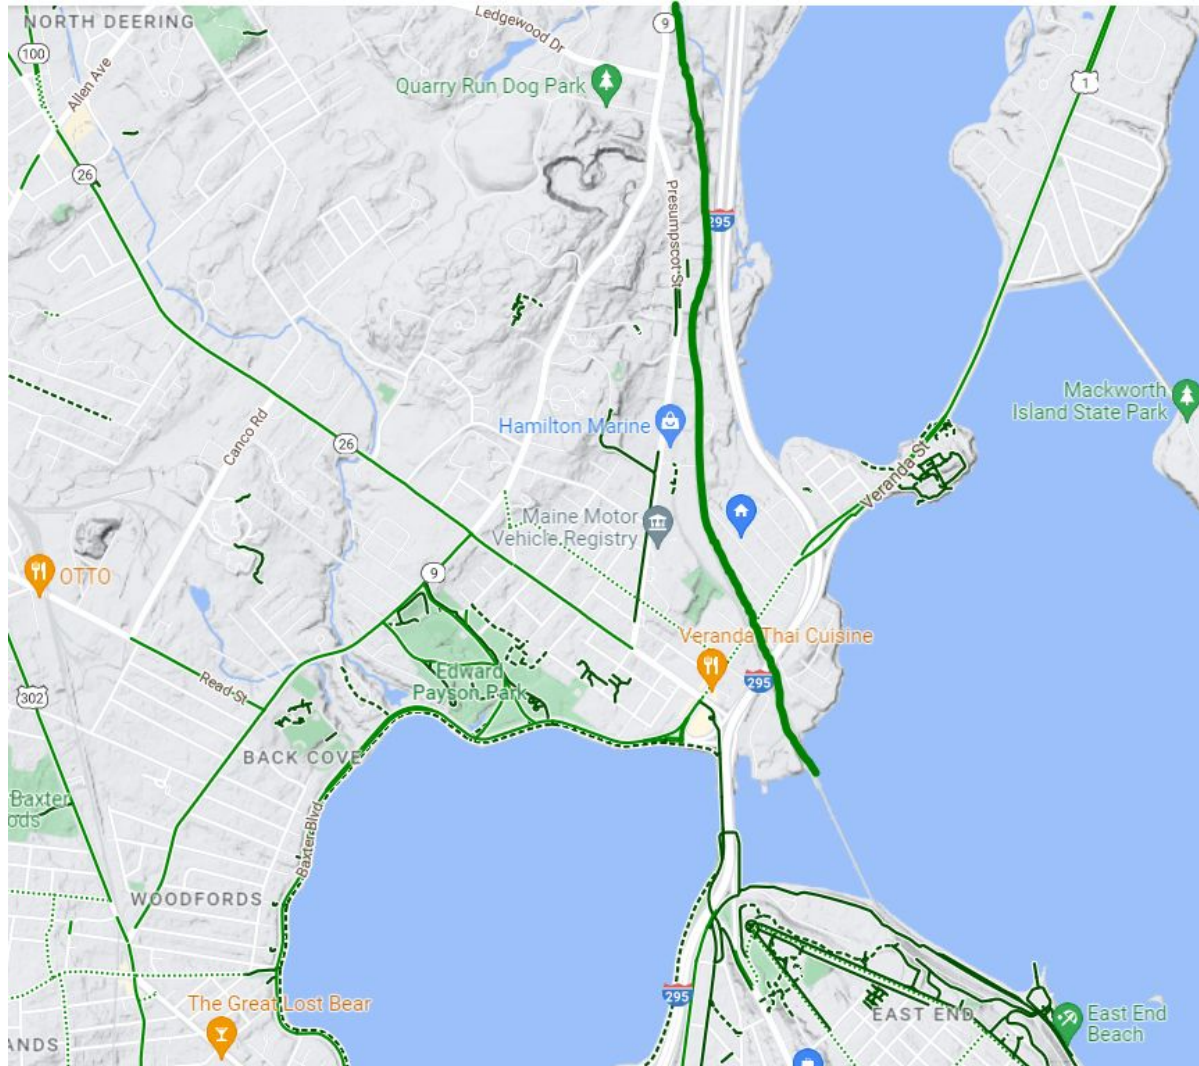 NORTH DEERING
Ledgewood Dr
9
100
Allen Ave
Quarry Run Dog Park
1
26
Presumpscot St
295
Mackworth
Island State Park
Canco Rd
26
Hamilton Marine
Veranda St
Maine Motor
Vehicle Registry
OTTO
9
Veranda Thai Cuisine
Edward
Payson Park
295
302
Read St
BACK COVE
Baxter
ods
Baxter Blvd
WOODFORDS
295
The Great Lost Bear
EAST END
East End
Beach
ANDS